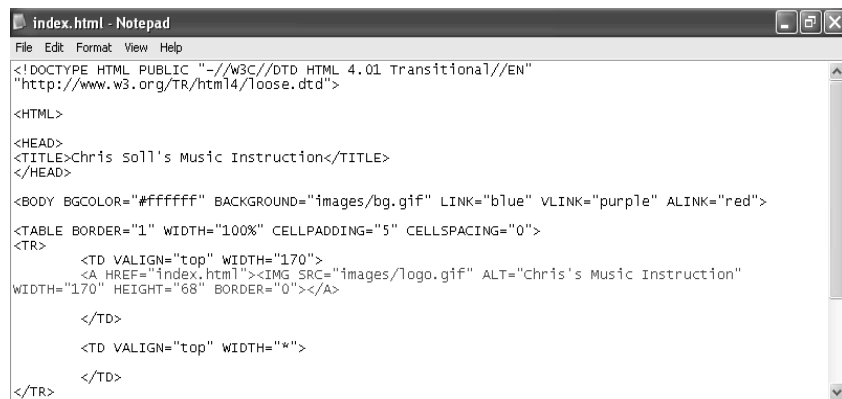 index.html - Notepad
File Edit Format View Help
<!DOCTYPE HTML PUBLIC "-//W3C//DTD HTML 4.01 Transitional//EN"
"http://www.w3.org/TR/html4/loose.dtd">
<HTML>
<HEAD>
<TITLE>Chris Soll's Music Instruction</TITLE>
</HEAD>
<BODY BGCOLOR="#ffffff" BACKGROUND="images/bg.gif" LINK="blue" VLINK="purple" ALINK="red">
<TABLE BORDER="1" WIDTH="100%" CELLPADDING="5" CELLSPACING="0">
<TR>
<TD VALIGN="top" WIDTH="170">
<A HREF="index.html"><IMG SRC="images/logo.gif" ALT="Chris's Music Instruction"
WIDTH="170" HEIGHT="68" BORDER="0"></A>
</TD>
<TD VALIGN="top" WIDTH="*">
</TD>
</TR>